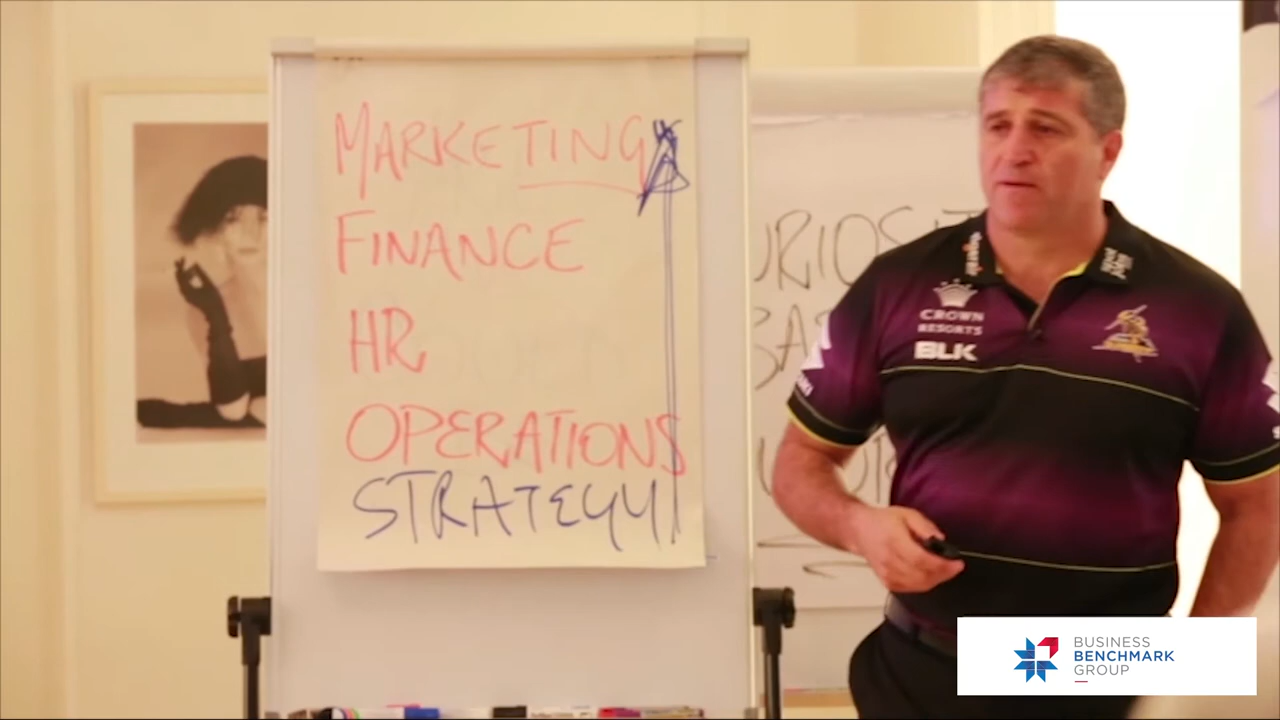 MARKETING
FINANCE
HR
OPERATIONS
STRATEGY
CROWN
RESORTS
BLK
BUSINESS
BENCHMARK
GROUP